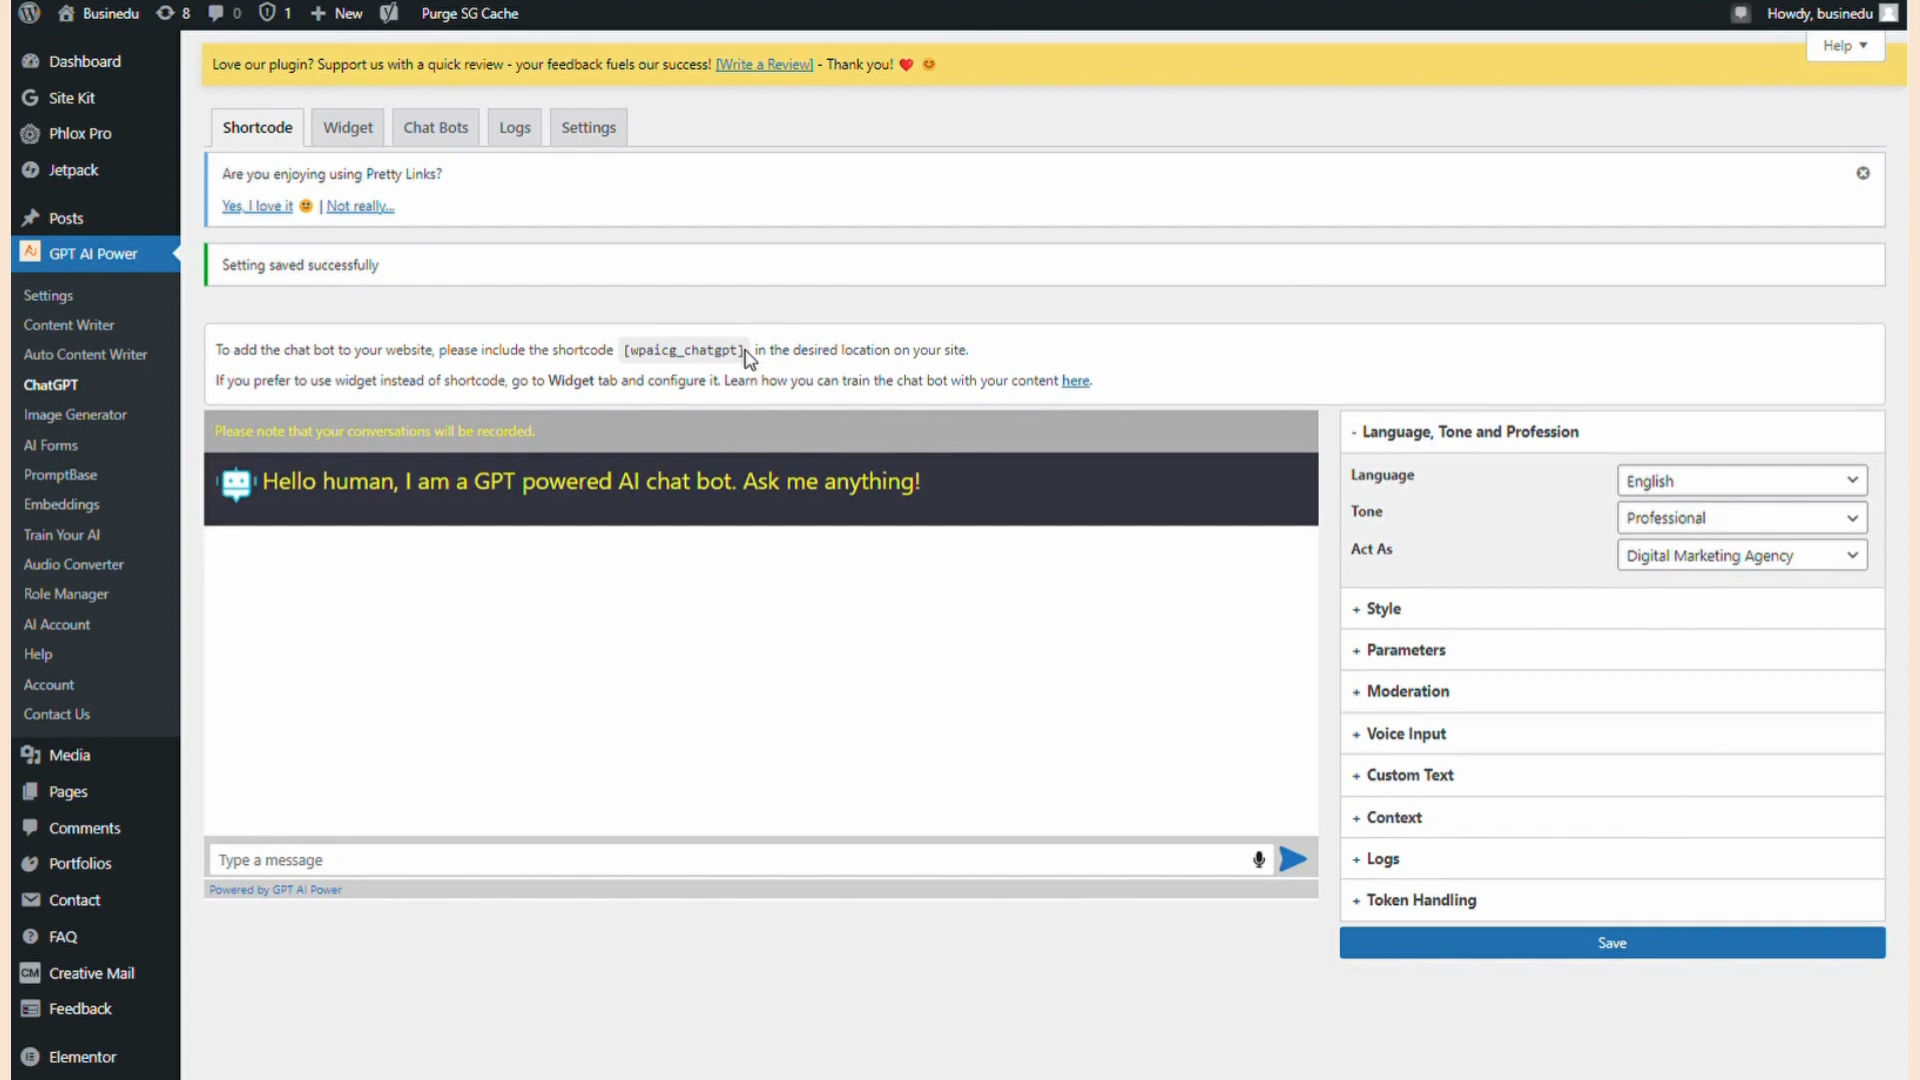 Businedu 8 0 1 + New Purge SG Cache Howdy, businedu
Help ▼
Dashboard
Site Kit
Phlox Pro
Jetpack
Posts
GPT AI Power
Settings
Content Writer
Auto Content Writer
ChatGPT
Image Generator
AI Forms
PromptBase
Embeddings
Train Your AI
Audio Converter
Role Manager
AI Account
Help
Account
Contact Us
Media
Pages
Comments
Portfolios
Contact
FAQ
CM Creative Mail
Feedback
Elementor
Love our plugin? Support us with a quick review - your feedback fuels our success! [Write a Review] - Thank you! ❤️ 😊
Shortcode Widget Chat Bots Logs Settings
Are you enjoying using Pretty Links?
Yes, I love it 😀 | Not really...
Setting saved successfully
To add the chat bot to your website, please include the shortcode [wpaicg_chatgpt] in the desired location on your site.
If you prefer to use widget instead of shortcode, go to Widget tab and configure it. Learn how you can train the chat bot with your content here.
Please note that your conversations will be recorded.
Hello human, I am a GPT powered AI chat bot. Ask me anything!
Type a message
Powered by GPT AI Power
- Language, Tone and Profession
Language English
Tone Professional
Act As Digital Marketing Agency
+ Style
+ Parameters
+ Moderation
+ Voice Input
+ Custom Text
+ Context
+ Logs
+ Token Handling
Save